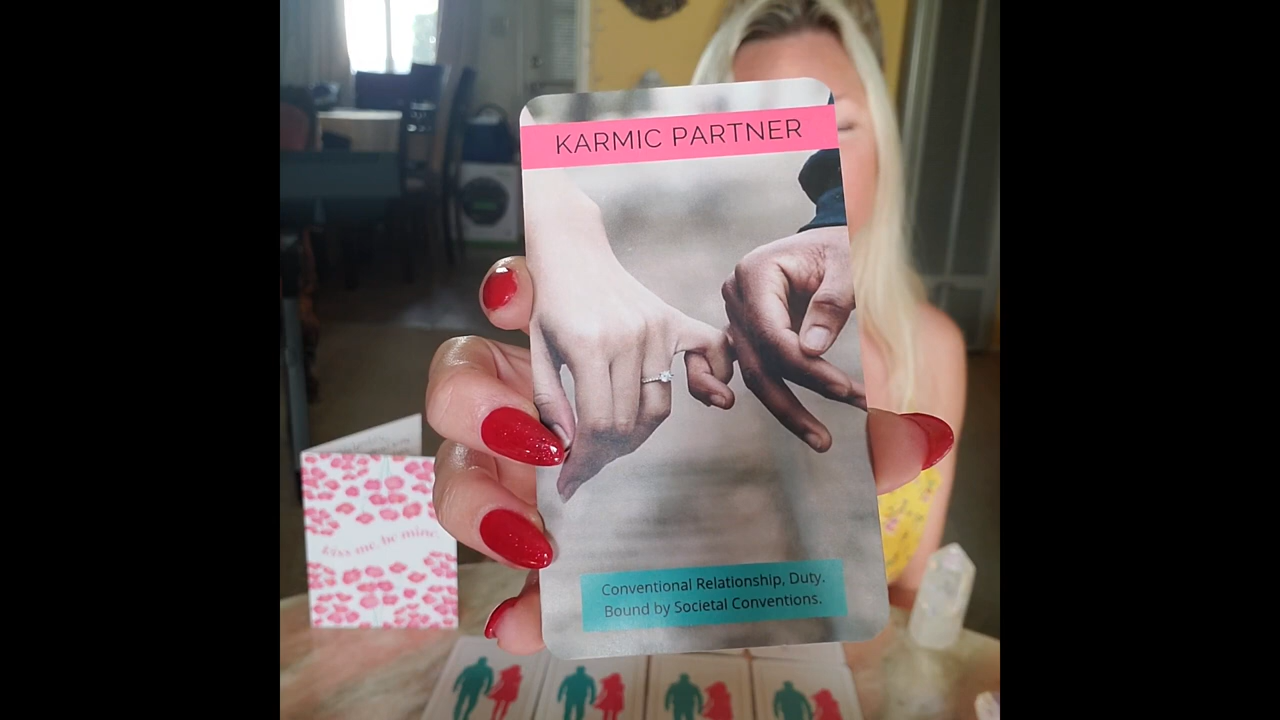 KARMIC PARTNER
Conventional Relationship, Duty.
Bound by Societal Conventions.
kiss me, be mine